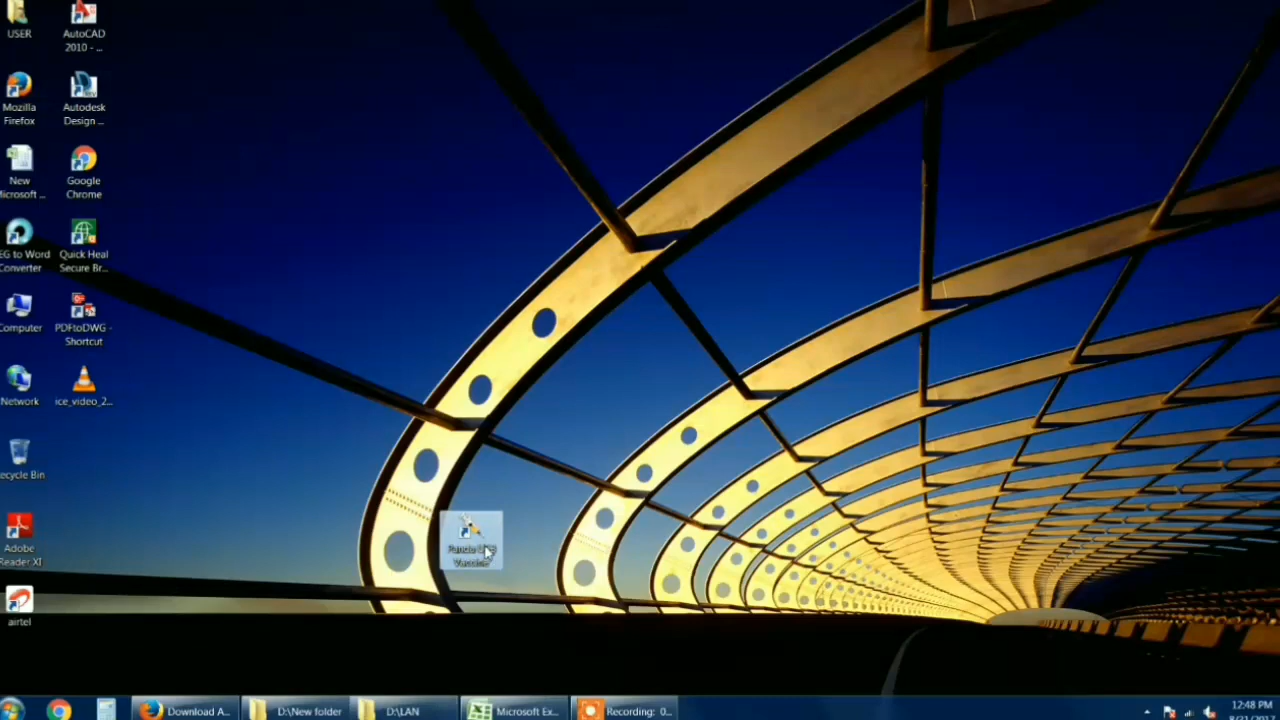 USER
AutoCAD
2010 - ...
Mozilla
Firefox
Autodesk
Design ...
New
Microsoft ...
Google
Chrome
EG to Word
Converter
Quick Heal
Secure Br...
Computer
PDFtoDWG -
Shortcut
Network
ice_video_2...
ecycle Bin
Adobe
Reader XI
Panda
Vaccine
airtel
Download A...
D:\New folder
D:\LAN
Microsoft Ex...
Recording: 0...
12:48 PM